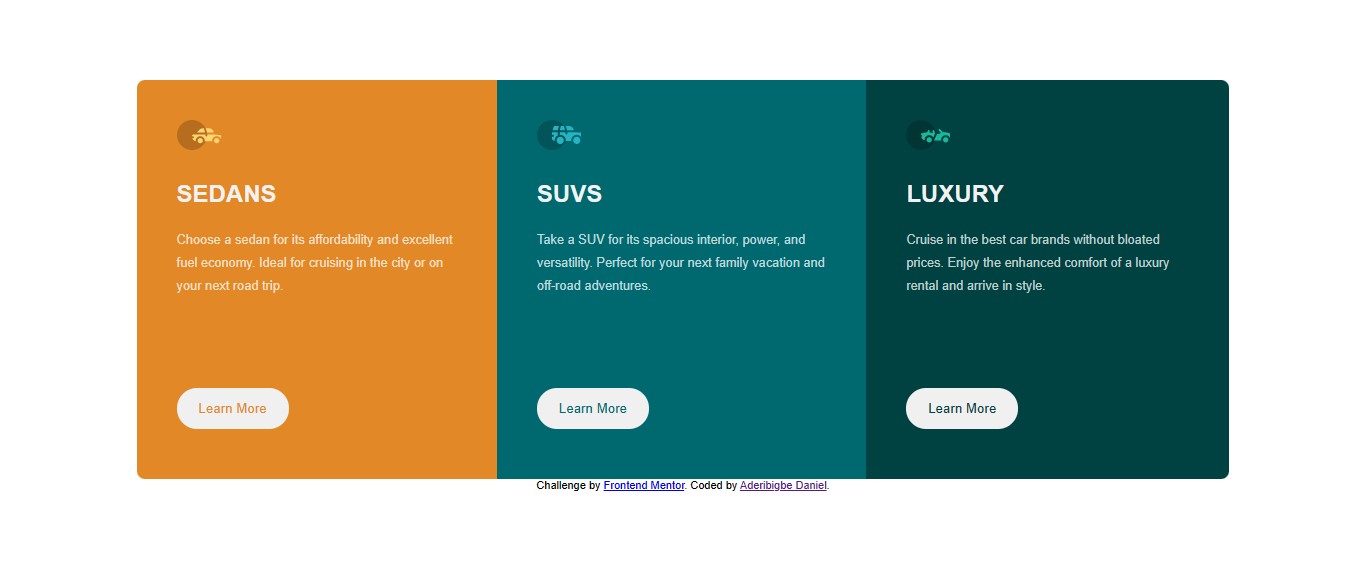 SEDANS
Choose a sedan for its affordability and excellent
fuel economy. Ideal for cruising in the city or on
your next road trip.
Learn More
SUVS
Take a SUV for its spacious interior, power, and
versatility. Perfect for your next family vacation and
off-road adventures.
Learn More
LUXURY
Cruise in the best car brands without bloated
prices. Enjoy the enhanced comfort of a luxury
rental and arrive in style.
Learn More
Challenge by Frontend Mentor. Coded by Aderibigbe Daniel.